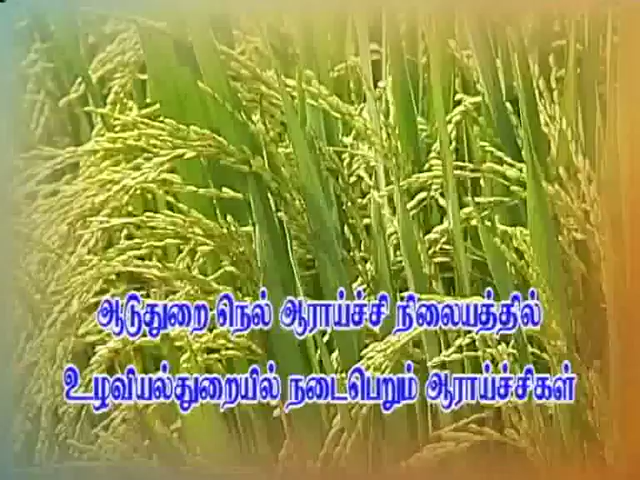 ஆடுதுறை நெல் ஆராய்ச்சி நிலையத்தில்
உழவியல்துறையில் நடைபெறும் ஆராய்ச்சிகள்